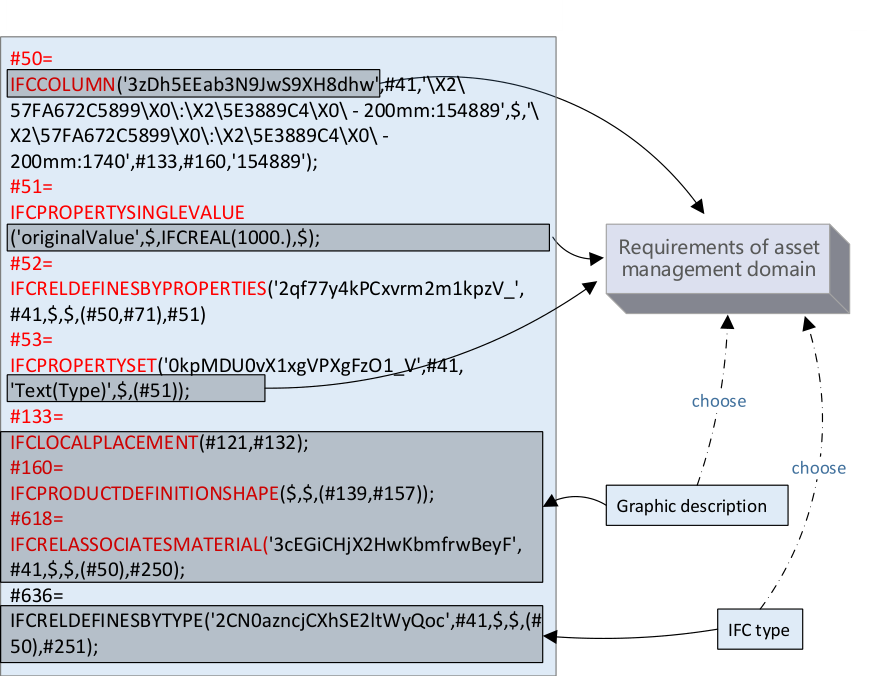 #50=
IFCCOLUMN('3zDh5EEab3N9JwS9XH8dhw',#41,'\X2\
57FA672C5899\X0\:\X2\5E3889C4\X0\ - 200mm:154889',$,'\
X2\57FA672C5899\X0\:\X2\5E3889C4\X0\ -
200mm:1740',#133,#160,'154889');
#51=
IFCPROPERTYSINGLEVALUE
('originalValue',$,IFCREAL(1000.),$);
#52=
IFCRELDEFINESBYPROPERTIES('2qf77y4kPCxvrm2m1kpzV_',
#41,$,$,(#50,#71),#51)
#53=
IFCPROPERTYSET('0kpMDU0vX1xgVPXgFzO1_V',#41,
'Text(Type)',$,(#51));
#133=
IFCLOCALPLACEMENT(#121,#132);
#160=
IFCPRODUCTDEFINITIONSHAPE($,$,(#139,#157));
#618=
IFCRELASSOCIATESMATERIAL('3cEGiCHjX2HwKbmfrwBeyF',
#41,$,$,(#50),#250);
#636=
IFCRELDEFINESBYTYPE('2CN0azncjCXhSE2ltWyQoc',#41,$,$,(#
50),#251);
Requirements of asset
management domain
choose
choose
Graphic description
IFC type